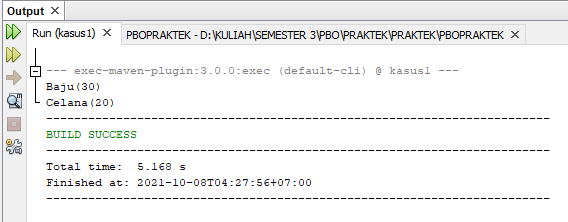 Output
Run (kasus1)
PBOPRAKTEK - D:\KULIAH\SEMESTER 3\PBO\PRAKTEK\PRAKTEK\PBOPRAKTEK
--- exec-maven-plugin:3.0.0:exec (default-cli) @ kasus1 ---
Baju(30)
Celana(20)
------------------------------------------------------------------------
BUILD SUCCESS
------------------------------------------------------------------------
Total time:  5.168 s
Finished at: 2021-10-08T04:27:56+07:00
------------------------------------------------------------------------